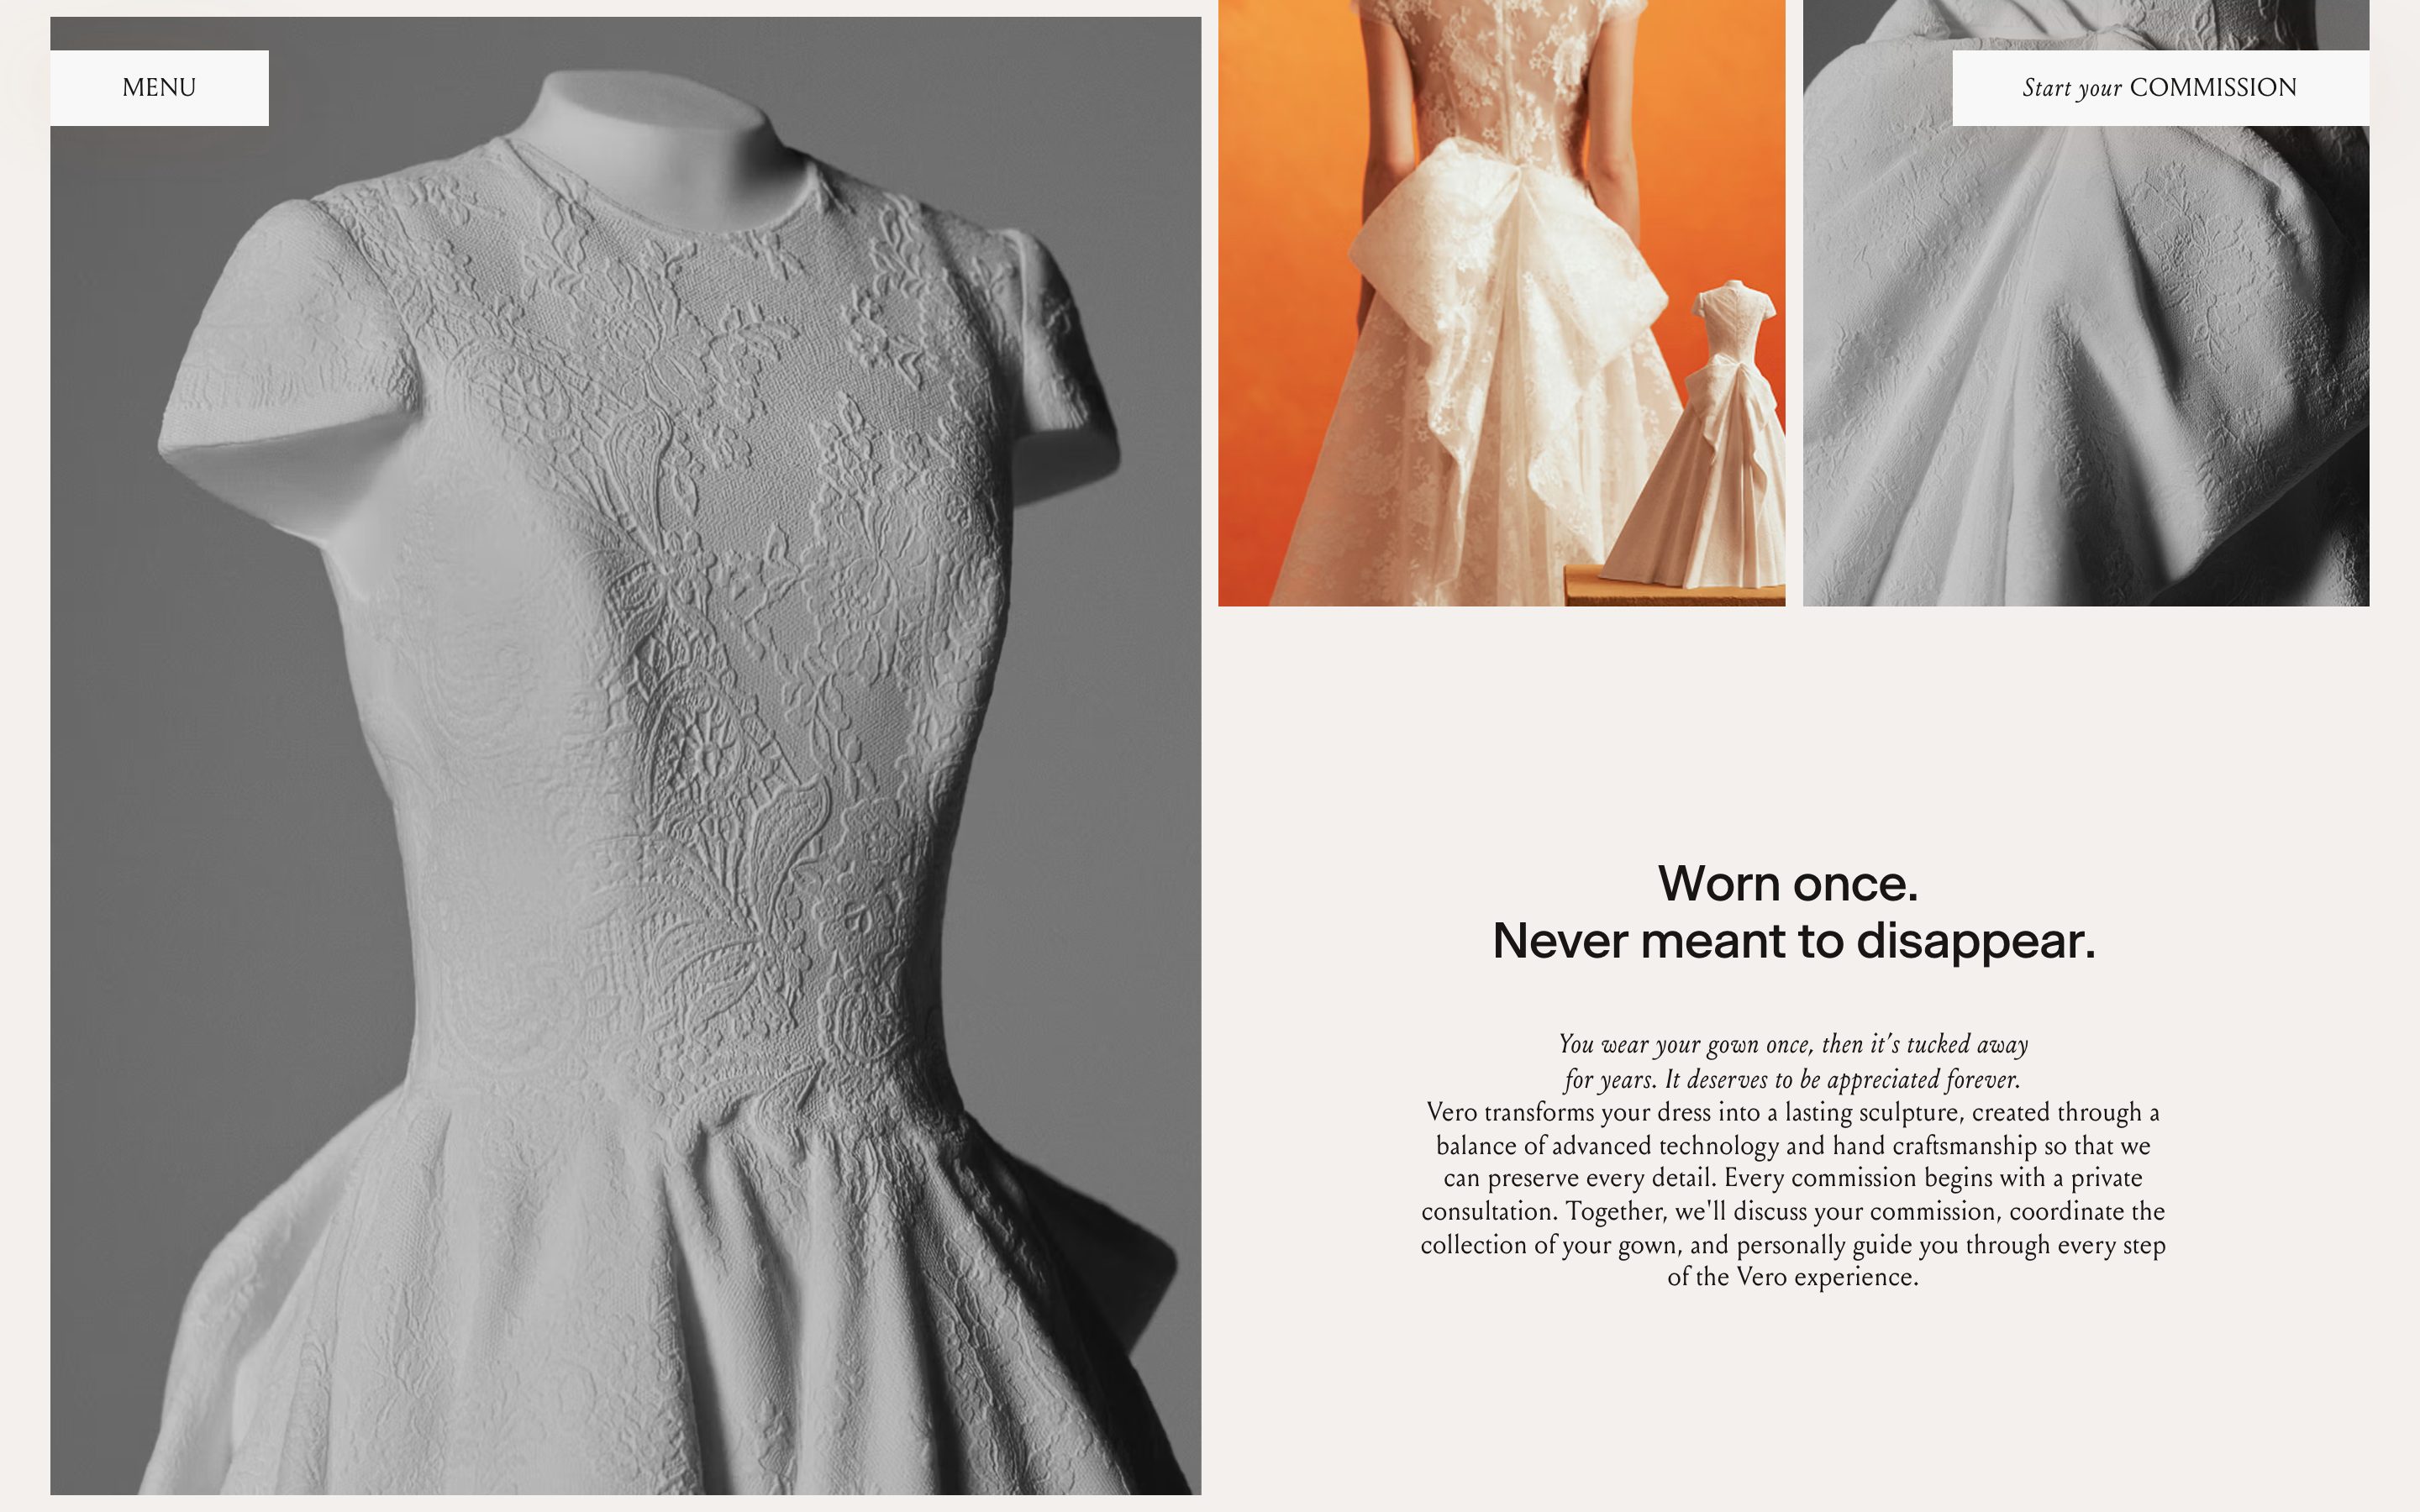 MENU
Start your COMMISSION
Worn once.
Never meant to disappear.
You wear your gown once, then it’s tucked away
for years. It deserves to be appreciated forever.
Vero transforms your dress into a lasting sculpture, created through a
balance of advanced technology and hand craftsmanship so that we
can preserve every detail. Every commission begins with a private
consultation. Together, we'll discuss your commission, coordinate the
collection of your gown, and personally guide you through every step
of the Vero experience.